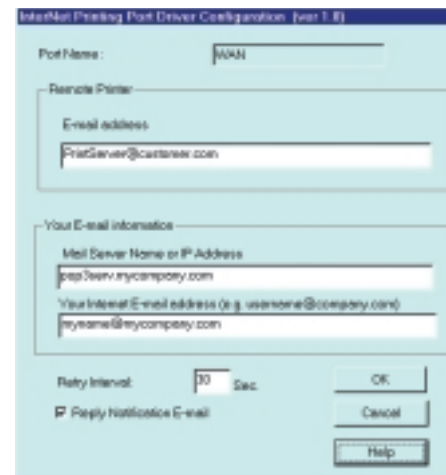 InterNet Printing Port Driver Configuration (ver 1.8)
Port Name: WAN
Remote Printer
E-mail address
PrintServer@customer.com
Your E-mail information
Mail Server Name or IP Address
pop3serv.mycompany.com
Your Internet E-mail address (e.g. username@company.com)
myname@mycompany.com
Retry Interval: 30 Sec. OK
Reply Notification E-mail Cancel
Help